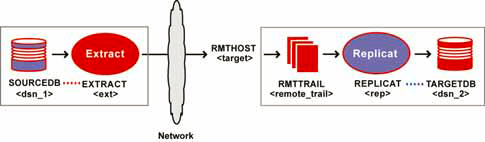 Extract
SOURCEDB
<dsn_1>
EXTRACT
<ext>
Network
RMTHOST
<target>
RMTTRAIL
<remote_trail>
Replicat
REPLICAT
<rep>
TARGETDB
<dsn_2>